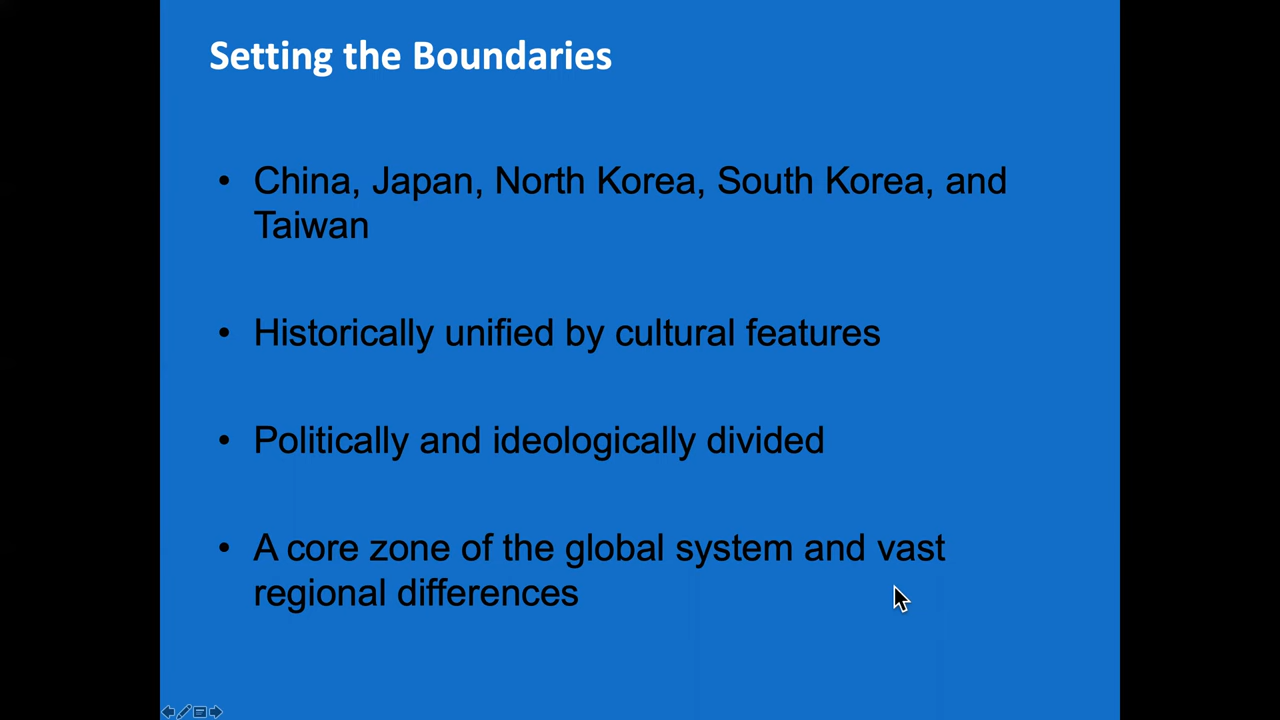 Setting the Boundaries
• China, Japan, North Korea, South Korea, and
Taiwan
• Historically unified by cultural features
• Politically and ideologically divided
• A core zone of the global system and vast
regional differences